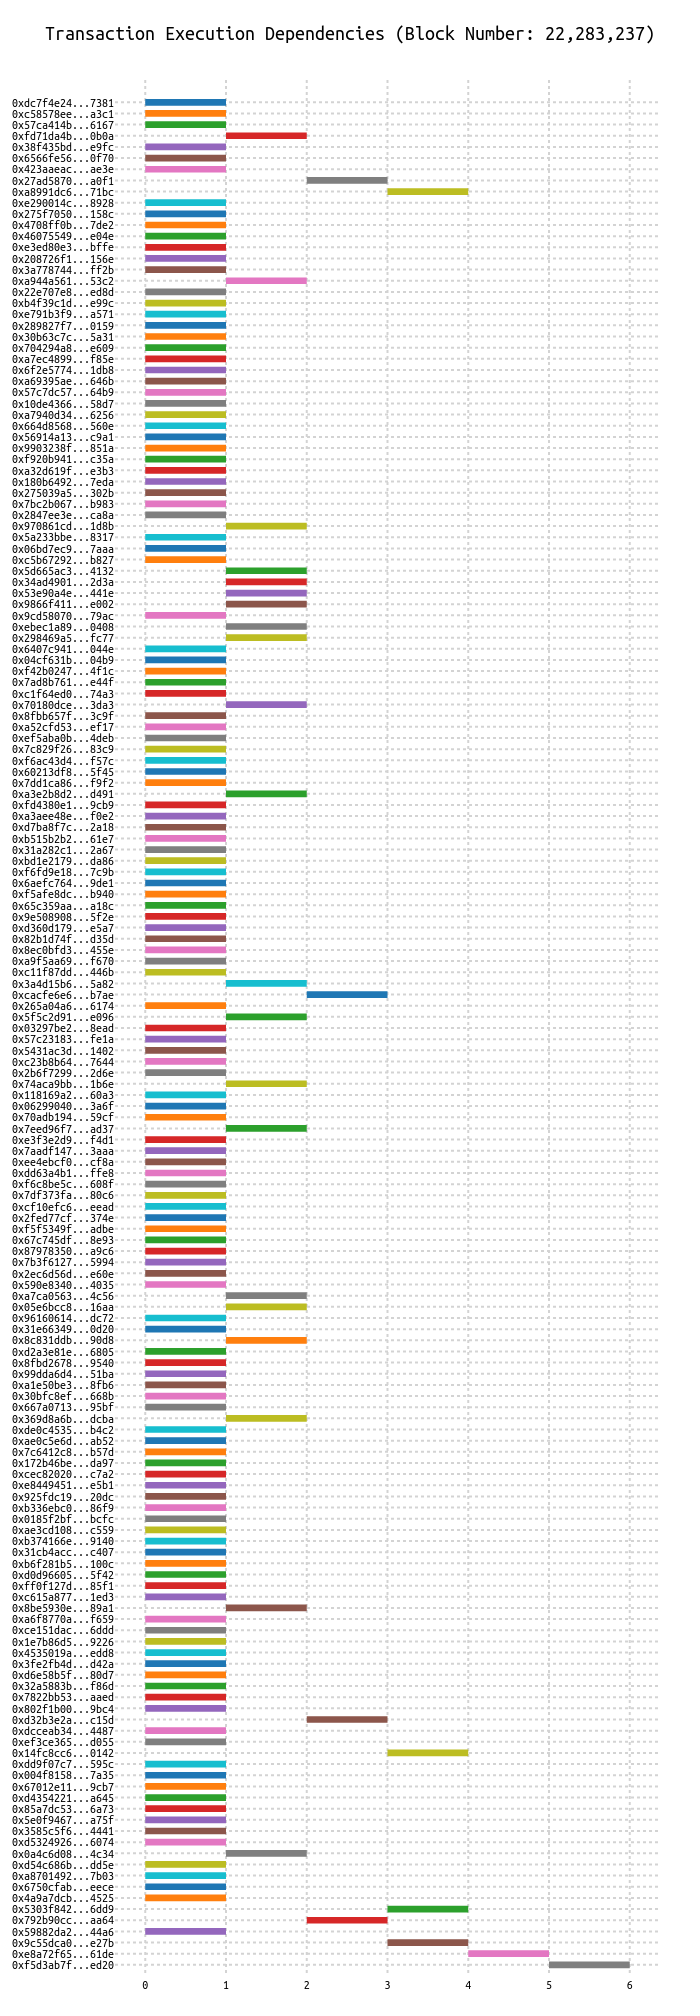 Transaction Execution Dependencies (Block Number: 22,283,237)
0xdc7f4e24...7381
0xc58578ee...a3c1
0x57ca414b...6167
0xfd71da4b...0b0a
0x38f435bd...e9fc
0x6566fe56...0f70
0x423aaeac...ae3e
0x27ad5870...a0f1
0xa8991dc6...71bc
0xe290014c...8928
0x275f7050...158c
0x4708ff0b...7de2
0x46075549...e04e
0xe3ed80e3...bffe
0x208726f1...156e
0x3a778744...ff2b
0xa944a561...53c2
0x22e707e8...ed8d
0xb4f39c1d...e99c
0xe791b3f9...a571
0x289827f7...0159
0x30b63c7c...5a31
0x704294a8...e609
0xa7ec4899...f85e
0x6f2e5774...1db8
0xa69395ae...646b
0x57c7dc57...64b9
0x10de4366...58d7
0xa7940d34...6256
0x664d8568...560e
0x56914a13...c9a1
0x9903238f...851a
0xf920b941...c35a
0xa32d619f...e3b3
0x180b6492...7eda
0x275039a5...302b
0x7bc2b067...b983
0x2847ee3e...ca8a
0x970861cd...1d8b
0x5a233bbe...8317
0x06bd7ec9...7aaa
0xc5b67292...b827
0x5d665ac3...4132
0x34ad4901...2d3a
0x53e90a4e...441e
0x9866f411...e002
0x9cd58070...79ac
0xebec1a89...0408
0x298469a5...fc77
0x6407c941...044e
0x04cf631b...04b9
0xf42b0247...4f1c
0x7ad8b761...e44f
0xc1f64ed0...74a3
0x70180dce...3da3
0x8fbb657f...3c9f
0xa52cfd53...ef17
0xef5aba0b...4deb
0x7c829f26...83c9
0xf6ac43d4...f57c
0x60213df8...5f45
0x7dd1ca86...f9f2
0xa3e2b8d2...d491
0xfd4380e1...9cb9
0xa3aee48e...f0e2
0xd7ba8f7c...2a18
0xb515b2b2...61e7
0x31a282c1...2a67
0xbd1e2179...da86
0xf6fd9e18...7c9b
0x6aefc764...9de1
0xf5afe8dc...b940
0x65c359aa...a18c
0x9e508908...5f2e
0xd360d179...e5a7
0x82b1d74f...d35d
0x8ec0bfd3...455e
0xa9f5aa69...f670
0xc11f87dd...446b
0x3a4d15b6...5a82
0xcacfe6e6...b7ae
0x265a04a6...6174
0x5f5c2d91...e096
0x03297be2...8ead
0x57c23183...fe1a
0x5431ac3d...1402
0xc23b8b64...7644
0x2b6f7299...2d6e
0x74aca9bb...1b6e
0x118169a2...60a3
0x06299040...3a6f
0x70adb194...59cf
0x7eed96f7...ad37
0xe3f3e2d9...f4d1
0x7aadf147...3aaa
0xee4ebcf0...cf8a
0xdd63a4b1...ffe8
0xf6c8be5c...608f
0x7df373fa...80c6
0xcf10efc6...eead
0x2fed77cf...374e
0xf5f5349f...adbe
0x67c745df...8e93
0x87978350...a9c6
0x7b3f6127...5994
0x2ec6d56d...e60e
0x590e8340...4035
0xa7ca0563...4c56
0x05e6bcc8...16aa
0x96160614...dc72
0x31e66349...0d20
0x8c831ddb...90d8
0xd2a3e81e...6805
0x8fbd2678...9540
0x99dda6d4...51ba
0xa1e50be3...8fb6
0x30bfc8ef...668b
0x667a0713...95bf
0x369d8a6b...dcba
0xde0c4535...b4c2
0xae0c5e6d...ab52
0x7c6412c8...b57d
0x172b46be...da97
0xcec82020...c7a2
0xe8449451...e5b1
0x925fdc19...20dc
0xb336ebc0...86f9
0x0185f2bf...bcfc
0xae3cd108...c559
0xb374166e...9140
0x31cb4acc...c407
0xb6f281b5...100c
0xd0d96605...5f42
0xff0f127d...85f1
0xc615a877...1ed3
0x8be5930e...89a1
0xa6f8770a...f659
0xce151dac...6ddd
0x1e7b86d5...9226
0x4535019a...edd8
0x3fe2fb4d...d42a
0xd6e58b5f...80d7
0x32a5883b...f86d
0x7822bb53...aaed
0x802f1b00...9bc4
0xd32b3e2a...c15d
0xdcceab34...4487
0xef3ce365...d055
0x14fc8cc6...0142
0xdd9f07c7...595c
0x004f8158...7a35
0x67012e11...9cb7
0xd4354221...a645
0x85a7dc53...6a73
0x5e0f9467...a75f
0x3585c5f6...4441
0xd5324926...6074
0x0a4c6d08...4c34
0xd54c686b...dd5e
0xa8701492...7b03
0x6750cfab...eece
0x4a9a7dcb...4525
0x5303f842...6dd9
0x792b90cc...aa64
0x59882da2...44a6
0x9c55dca0...e27b
0xe8a72f65...61de
0xf5d3ab7f...ed20
0 1 2 3 4 5 6